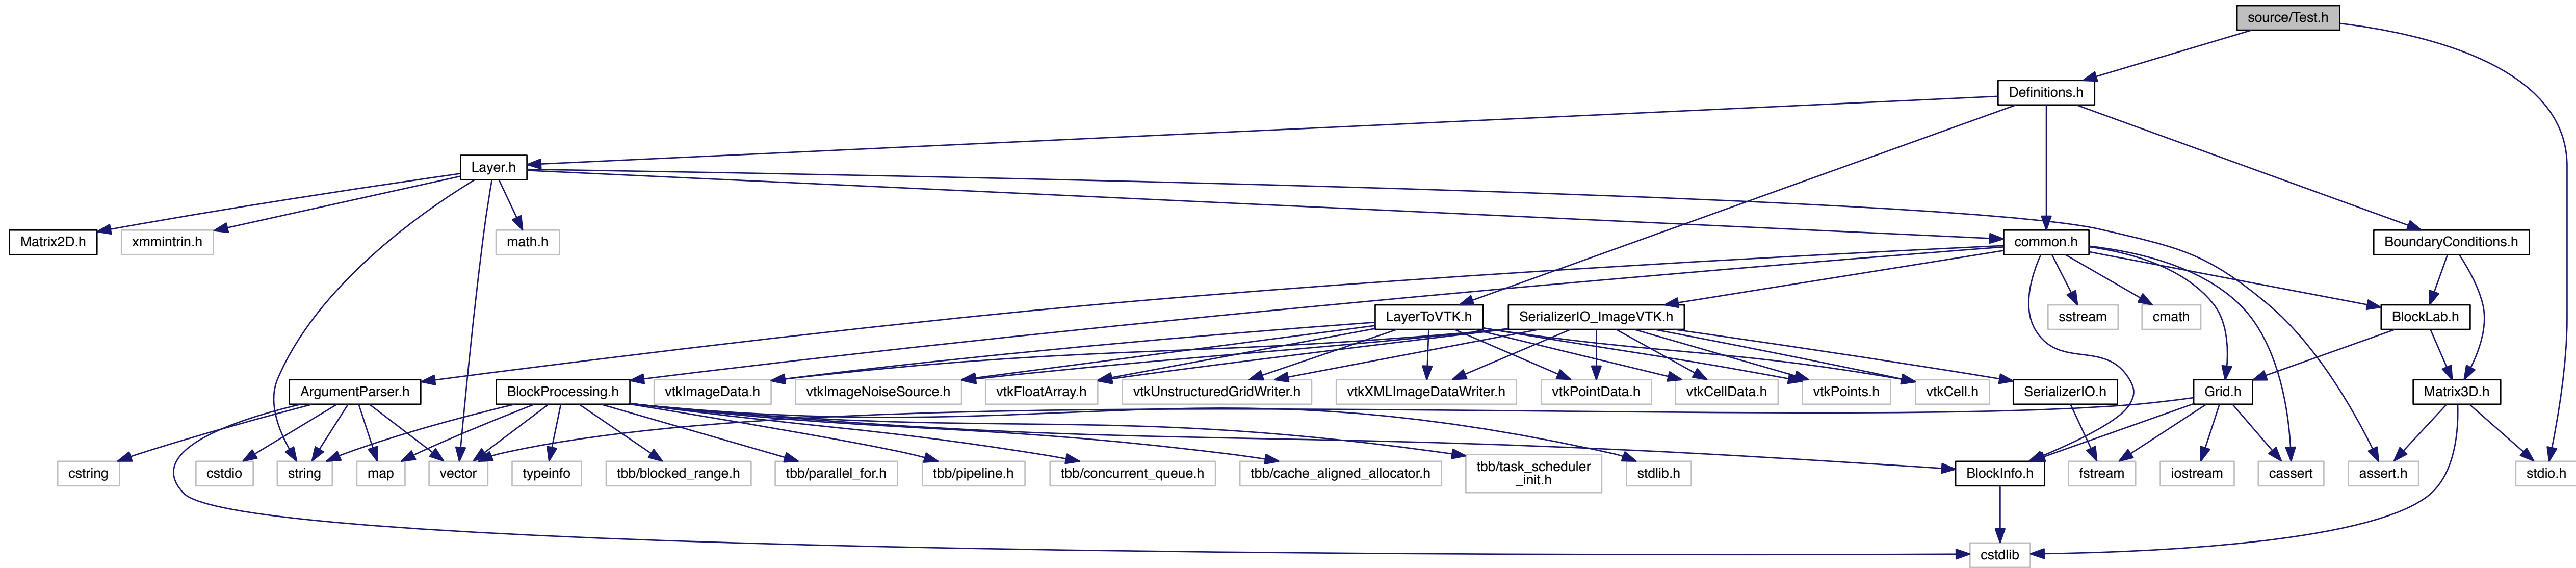 source/Test.h
Definitions.h
Layer.h
Matrix2D.h
xmmintrin.h
math.h
common.h
BoundaryConditions.h
LayerToVTK.h
SerializerIO_ImageVTK.h
sstream
cmath
BlockLab.h
ArgumentParser.h
BlockProcessing.h
vtkImageData.h
vtkImageNoiseSource.h
vtkFloatArray.h
vtkUnstructuredGridWriter.h
vtkXMLImageDataWriter.h
vtkPointData.h
vtkCellData.h
vtkPoints.h
vtkCell.h
SerializerIO.h
Grid.h
Matrix3D.h
cstring
cstdio
string
map
vector
typeinfo
tbb/blocked_range.h
tbb/parallel_for.h
tbb/pipeline.h
tbb/concurrent_queue.h
tbb/cache_aligned_allocator.h
tbb/task_scheduler
_init.h
stdlib.h
BlockInfo.h
fstream
iostream
cassert
assert.h
stdio.h
cstdlib